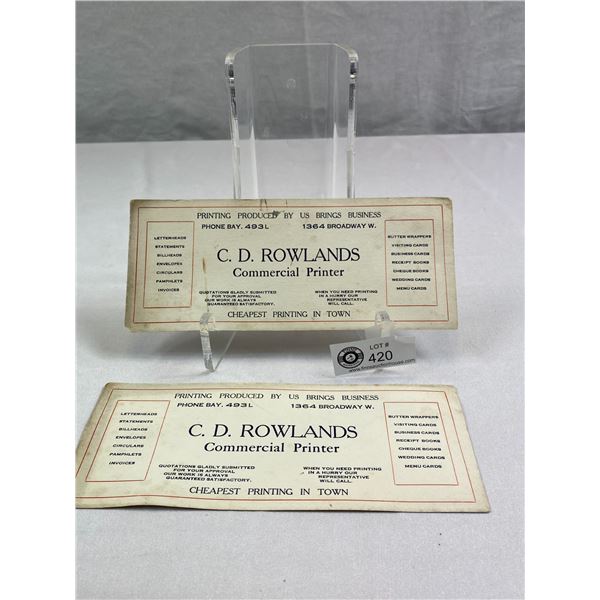 PRINTING PRODUCED BY US BRINGS BUSINESS
PHONE BAY. 493 L 1364 BROADWAY W.
LETTERHEADS
STATEMENTS
BILLHEADS
ENVELOPES
CIRCULARS
PAMPHLETS
INVOICES
C. D. ROWLANDS
Commercial Printer
QUOTATIONS GLADLY SUBMITTED
FOR YOUR APPROVAL
OUR WORK IS ALWAYS
GUARANTEED SATISFACTORY.
WHEN YOU NEED PRINTING
IN A HURRY OUR
REPRESENTATIVE
WILL CALL.
BUTTER WRAPPERS
VISITING CARDS
BUSINESS CARDS
RECEIPT BOOKS
CHEQUE BOOKS
WEDDING CARDS
MENU CARDS
CHEAPEST PRINTING IN TOWN
LOT #
420
PRINTING PRODUCED BY US BRINGS BUSINESS
PHONE BAY. 493 L 1364 BROADWAY W.
LETTERHEADS
STATEMENTS
BILLHEADS
ENVELOPES
CIRCULARS
PAMPHLETS
INVOICES
C. D. ROWLANDS
Commercial Printer
QUOTATIONS GLADLY SUBMITTED
FOR YOUR APPROVAL
OUR WORK IS ALWAYS
GUARANTEED SATISFACTORY.
WHEN YOU NEED PRINTING
IN A HURRY OUR
REPRESENTATIVE
WILL CALL.
BUTTER WRAPPERS
VISITING CARDS
BUSINESS CARDS
RECEIPT BOOKS
CHEQUE BOOKS
WEDDING CARDS
MENU CARDS
CHEAPEST PRINTING IN TOWN